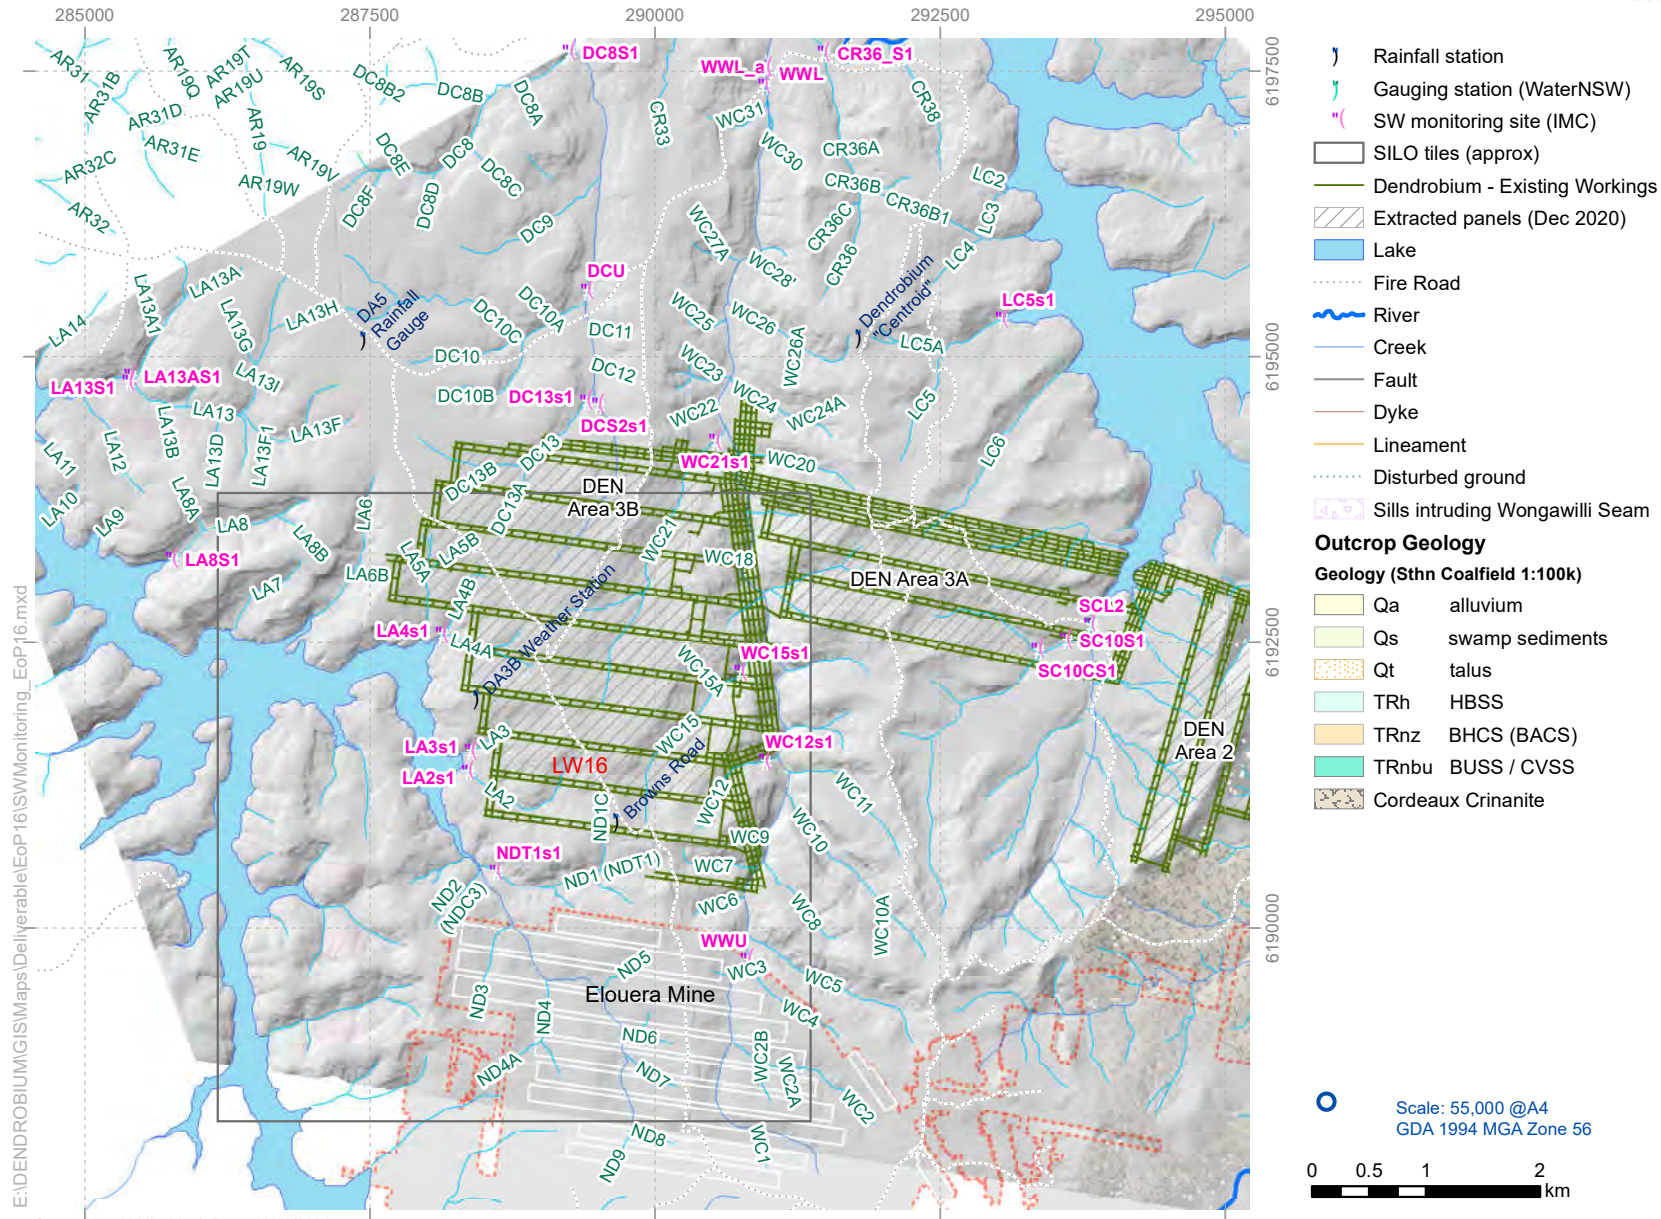 285000
287500
290000
292500
295000
6197500
6195000
6192500
6190000
AR31
AR31B
AR19Q
AR19T
AR19U
AR19S
AR31D
AR31E
AR19
AR19V
AR19W
AR32C
AR32
DC8B2
DC8B
DC8A
DC8S1
DC8E
DC8
DC8C
DC8D
DC8F
DC9
CR33
WWL_a
WWL
CR36_S1
WC31
WC30
CR38
CR36A
CR36B
CR36B1
CR36C
CR36
LC2
LC3
LC4
WC27A
WC28'
DCU
LA13A
LA13A1
LA13G
LA13H
LA14
DA5
Rainfall
Gauge
DC10C
DC10A
DC11
DC10
DC12
DC10B
DC13s1
DCS2s1
WC25
WC26
WC26A
WC23
WC24
WC24A
WC22
WC21s1
WC20
Dendrobium
"Centroid"
LC5s1
LC5A
LC5
LC6
LA13S1
LA13AS1
LA13I
LA13
LA13B
LA13D
LA13F1
LA13F
LA12
LA11
LA10
LA9
LA8A
LA8
LA8B
LA8S1
LA7
LA6
LA6B
LA5A
LA5B
LA4B
LA4s1
LA4A
DC13
DC13B
DC13A
DEN
Area 3B
WC21
WC18
DEN Area 3A
SCL2
SC10S1
SC10CS1
DA3B Weather Station
WC15s1
WC15A
WC15
WC12s1
DEN
Area 2
LA3s1
LA3
LA2s1
LA2
LW16
Browns Road
ND1C
WC12
WC11
WC10
WC9
WC7
NDT1s1
ND1 (NDT1)
ND2
(NDC3)
WC6
WC8
WC10A
WWU
WC3
WC5
WC4
ND5
Elouera Mine
ND3
ND4
ND6
ND4A
ND7
WC2B
WC2A
WC2
ND8
ND9
WC1
E:\DENDROBIUM\GIS\Maps\Deliverable\EoP16\SWMonitoring_EoP16.mxd
Rainfall station
Gauging station (WaterNSW)
SW monitoring site (IMC)
SILO tiles (approx)
Dendrobium - Existing Workings
Extracted panels (Dec 2020)
Lake
Fire Road
River
Creek
Fault
Dyke
Lineament
Disturbed ground
Sills intruding Wongawilli Seam
Outcrop Geology
Geology (Sthn Coalfield 1:100k)
Qa alluvium
Qs swamp sediments
Qt talus
TRh HBSS
TRnz BHCS (BACS)
TRnbu BUSS / CVSS
Cordeaux Crinanite
Scale: 55,000 @A4
GDA 1994 MGA Zone 56
0 0.5 1 2
km